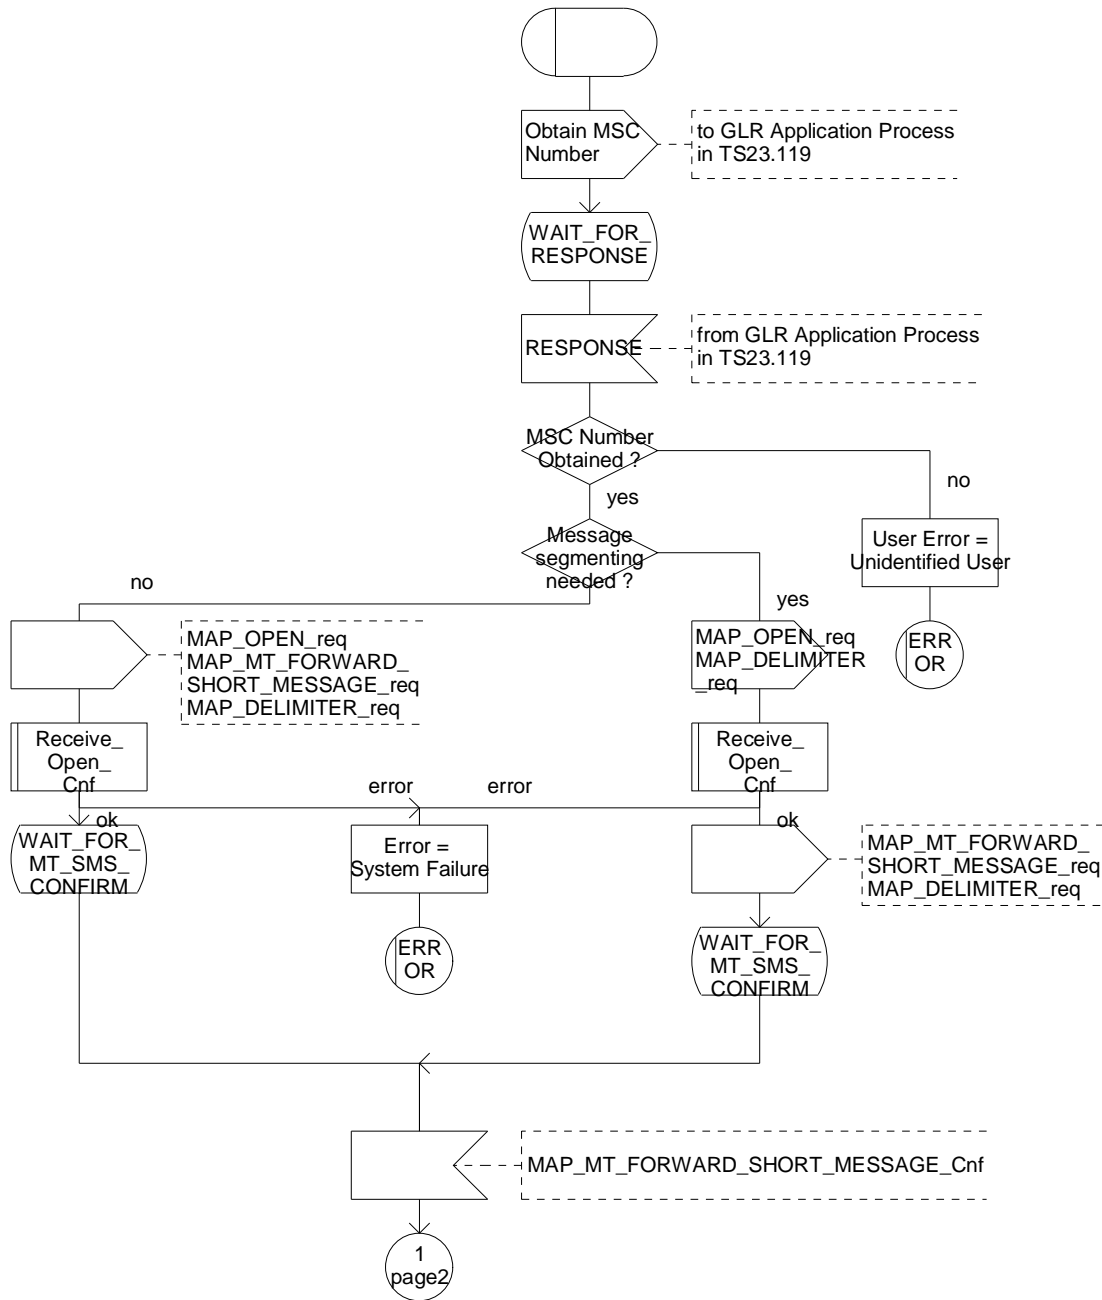 Obtain MSC
Number
to GLR Application Process
in TS23.119
WAIT_FOR_
RESPONSE
RESPONSE
from GLR Application Process
in TS23.119
MSC Number
Obtained ?
no
yes
Message
segmenting
needed ?
User Error =
Unidentified User
no
yes
MAP_OPEN_req
MAP_MT_FORWARD_
SHORT_MESSAGE_req
MAP_DELIMITER_req
MAP_OPEN_req
MAP_DELIMITER
_req
ERR
OR
Receive_
Open_
Cnf
Receive_
Open_
Cnf
error
error
ok
ok
WAIT_FOR_
MT_SMS_
CONFIRM
Error =
System Failure
MAP_MT_FORWARD_
SHORT_MESSAGE_req
MAP_DELIMITER_req
ERR
OR
WAIT_FOR_
MT_SMS_
CONFIRM
MAP_MT_FORWARD_SHORT_MESSAGE_Cnf
1
page2